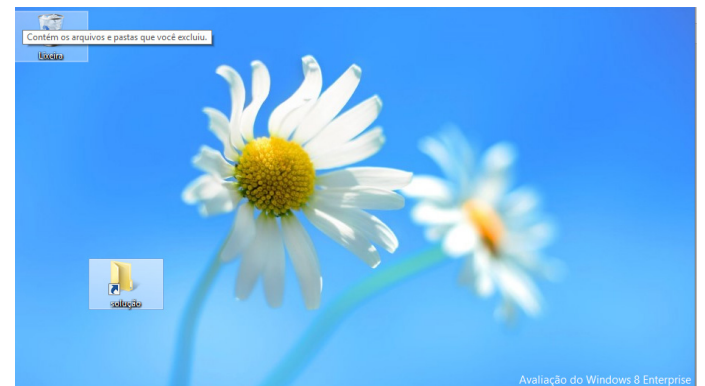 Contém os arquivos e pastas que você excluiu.
Lixeira
solução
Avaliação do Windows 8 Enterprise